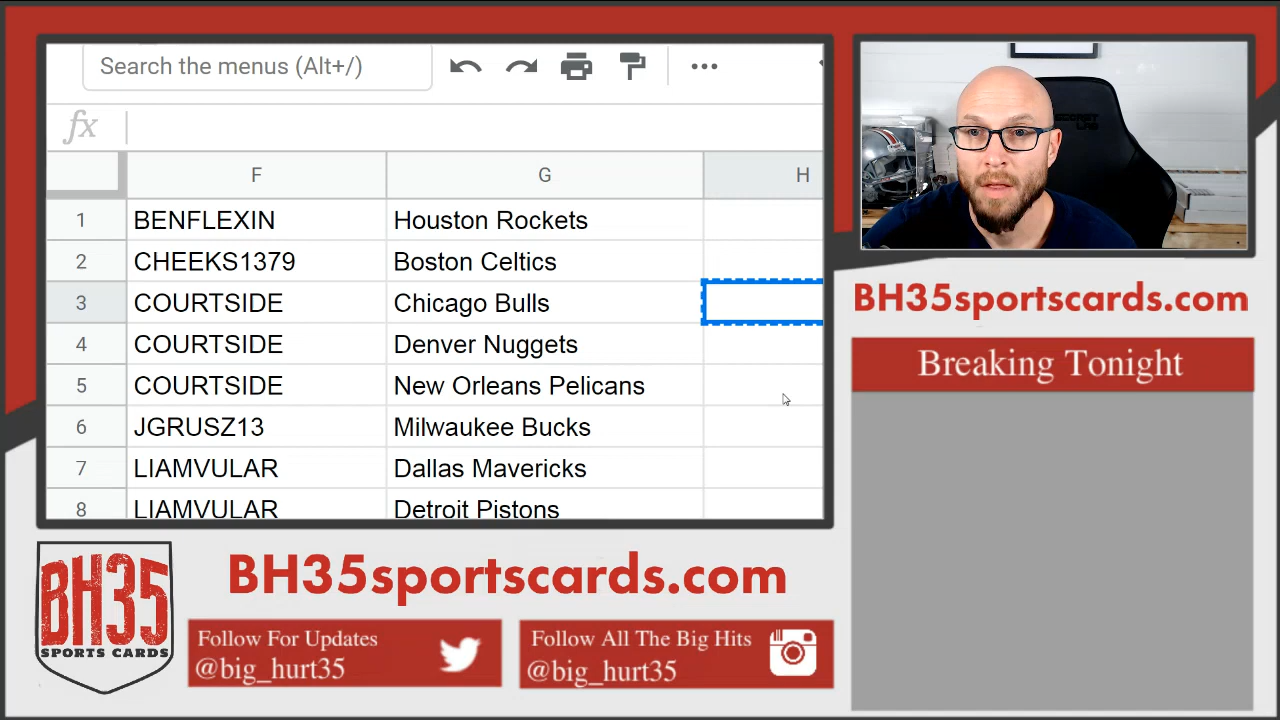 Search the menus (Alt+/)
fx
F G H
1 BENFLEXIN Houston Rockets
2 CHEEKS1379 Boston Celtics
3 COURTSIDE Chicago Bulls
4 COURTSIDE Denver Nuggets
5 COURTSIDE New Orleans Pelicans
6 JGRUSZ13 Milwaukee Bucks
7 LIAMVULAR Dallas Mavericks
8 LIAMVULAR Detroit Pistons
BH35sportscards.com
Breaking Tonight
BH35
SPORTS CARDS
BH35sportscards.com
Follow For Updates
@big_hurt35
Follow All The Big Hits
@big_hurt35